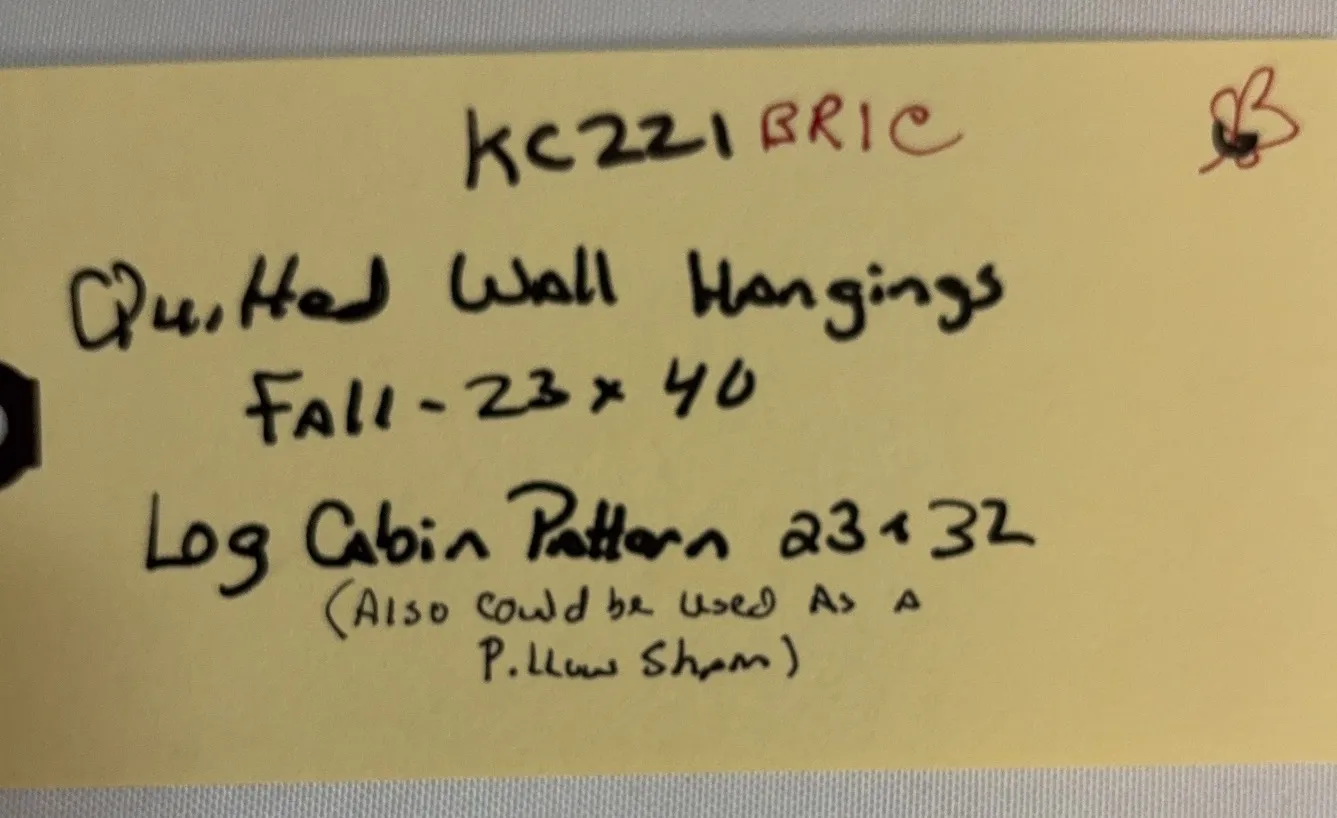 KC221 BRIC
Quilted Wall Hangings
FAll - 23 x 40
Log Cabin Pattern 23 x 32
(Also could be used As A
Pillow Sham)